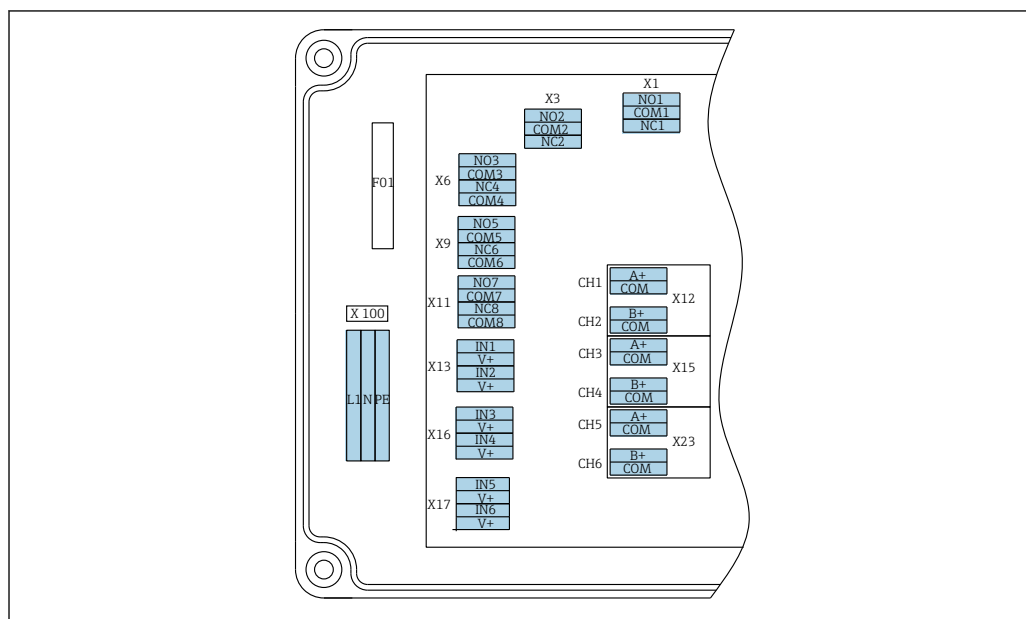 X1
NO1
COM1
NC1
X3
NO2
COM2
NC2
F01
X6
NO3
COM3
NC4
COM4
X9
NO5
COM5
NC6
COM6
X11
NO7
COM7
NC8
COM8
X 100
L1 N PE
X13
IN1
V+
IN2
V+
X16
IN3
V+
IN4
V+
X17
IN5
V+
IN6
V+
CH1
A+
COM
X12
CH2
B+
COM
CH3
A+
COM
X15
CH4
B+
COM
CH5
A+
COM
X23
CH6
B+
COM